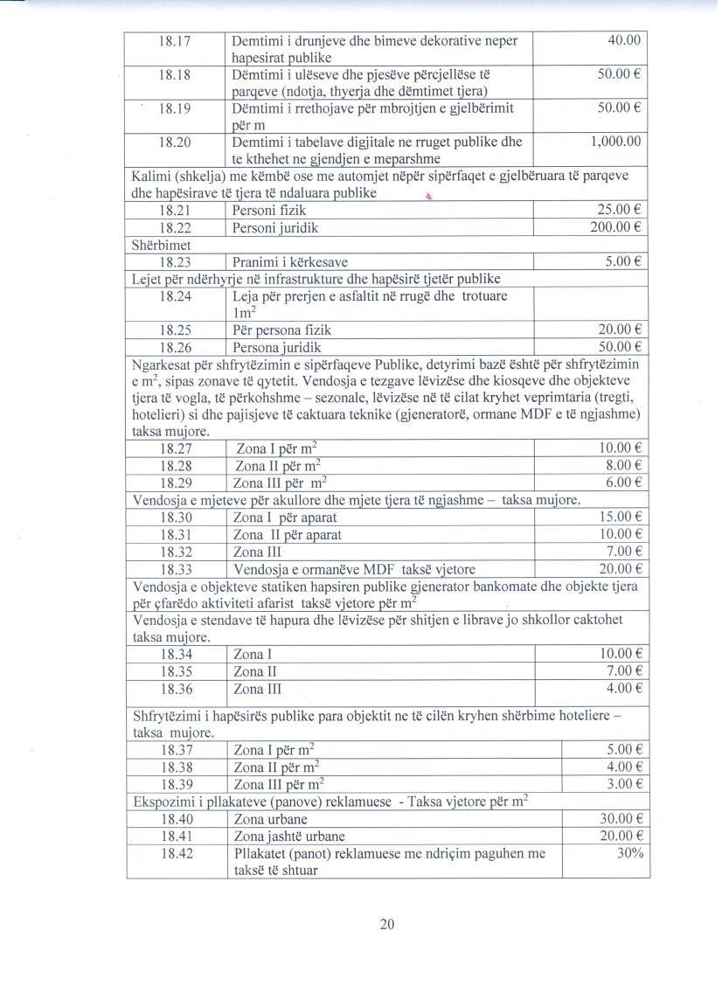 18.17 Demtimi i drunjeve dhe bimeve dekorative neper 40.00
hapesirat publike
18.18 Dëmtimi i ulëseve dhe pjesëve përcjellëse të 50.00 €
parqeve (ndotja, thyerja dhe dëmtimet tjera)
18.19 Dëmtimi i rrethojave për mbrojtjen e gjelbërimit 50.00 €
për m
18.20 Demtimi i tabelave digjitale ne rruget publike dhe 1,000.00
te kthehet ne gjendjen e meparshme
Kalimi (shkelja) me këmbë ose me automjet nëpër sipërfaqet e gjelbëruara të parqeve
dhe hapësirave të tjera të ndaluara publike
18.21 Personi fizik 25.00 €
18.22 Personi juridik 200.00 €
Shërbimet
18.23 Pranimi i kërkesave 5.00 €
Lejet për ndërhyrje në infrastrukture dhe hapësirë tjetër publike
18.24 Leja për prerjen e asfaltit në rrugë dhe trotuare
1m²
18.25 Për persona fizik 20.00 €
18.26 Persona juridik 50.00 €
Ngarkesat për shfrytëzimin e sipërfaqeve Publike, detyrimi bazë është për shfrytëzimin
e m², sipas zonave të qytetit. Vendosja e tezgave lëvizëse dhe kiosqeve dhe objekteve
tjera të vogla, të përkohshme – sezonale, lëvizëse në të cilat kryhet veprimtaria (tregti,
hotelieri) si dhe pajisjeve të caktuara teknike (gjeneratorë, ormane MDF e të ngjashme)
taksa mujore.
18.27 Zona I për m² 10.00 €
18.28 Zona II për m² 8.00 €
18.29 Zona III për m² 6.00 €
Vendosja e mjeteve për akullore dhe mjete tjera të ngjashme – taksa mujore.
18.30 Zona I për aparat 15.00 €
18.31 Zona II për aparat 10.00 €
18.32 Zona III 7.00 €
18.33 Vendosja e ormanëve MDF taksë vjetore 20.00 €
Vendosja e objekteve statiken hapsiren publike gjenerator bankomate dhe objekte tjera
për çfarëdo aktiviteti afarist taksë vjetore për m²
Vendosja e stendave të hapura dhe lëvizëse për shitjen e librave jo shkollor caktohet
taksa mujore.
18.34 Zona I 10.00 €
18.35 Zona II 7.00 €
18.36 Zona III 4.00 €
Shfrytëzimi i hapësirës publike para objektit ne të cilën kryhen shërbime hoteliere –
taksa mujore.
18.37 Zona I për m² 5.00 €
18.38 Zona II për m² 4.00 €
18.39 Zona III për m² 3.00 €
Ekspozimi i pllakateve (panove) reklamuese - Taksa vjetore për m²
18.40 Zona urbane 30.00 €
18.41 Zona jashtë urbane 20.00 €
18.42 Pllakatet (panot) reklamuese me ndriçim paguhen me 30%
taksë të shtuar
20